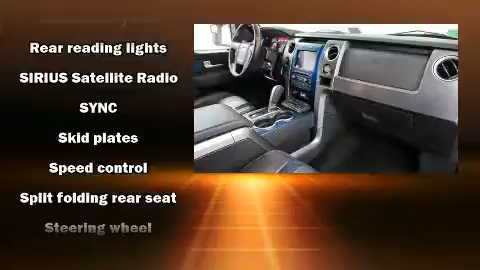 Rear reading lights
SIRIUS Satellite Radio
SYNC
Skid plates
Speed control
Split folding rear seat
Steering wheel